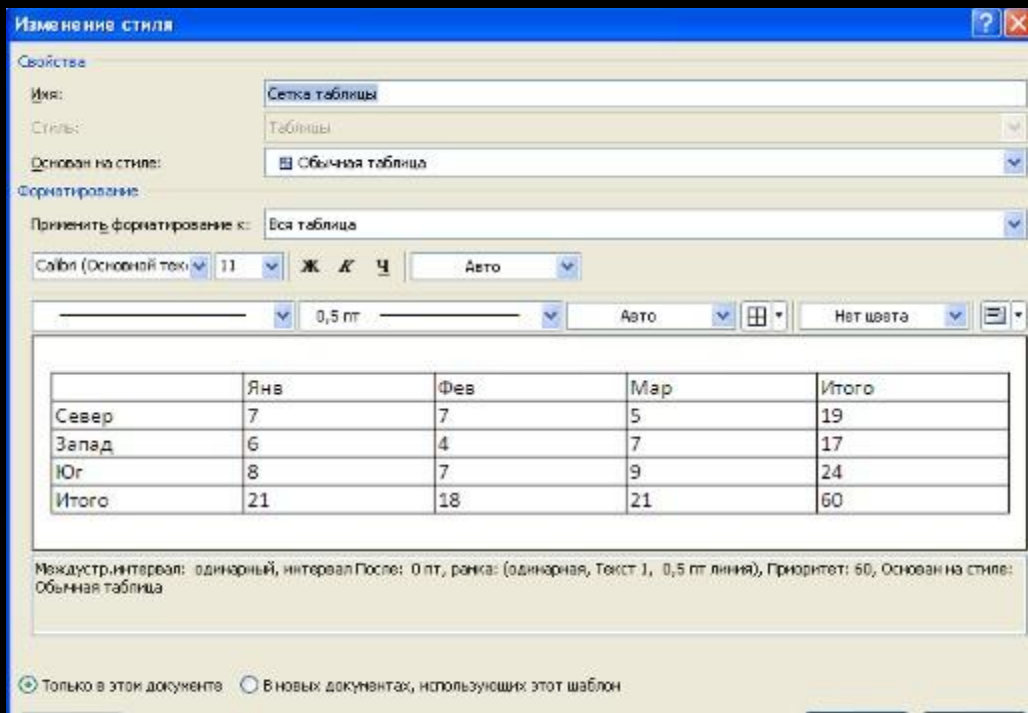 Изменение стиля
Свойства
Имя: Сетка таблицы
Стиль: Таблицы
Основан на стиле: Обычная таблица
Форматирование
Применить форматирование к: Вся таблица
Calibri (Основной тек 11 Ж К Ч Авто
0,5 пт Авто Нет цвета
Янв Фев Мар Итого
Север 7 7 5 19
Запад 6 4 7 17
Юг 8 7 9 24
Итого 21 18 21 60
Междустр.интервал: одинарный, интервал После: 0 пт, рамка: (одинарная, Текст 1, 0,5 пт линия), Приоритет: 60, Основан на стиле:
Обычная таблица
Только в этом документе В новых документах, использующих этот шаблон